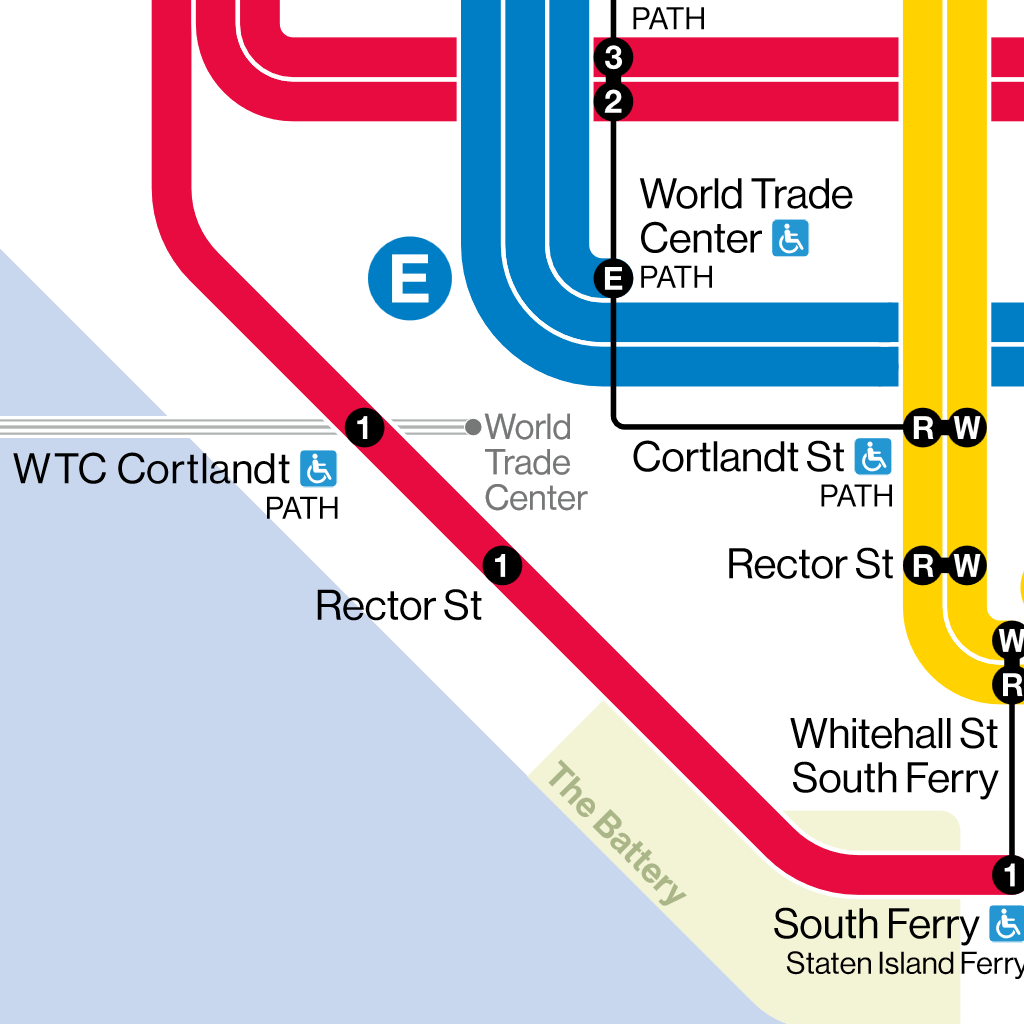 PATH
3
2
World Trade
Center
PATH
E
E
1
World
Trade
Center
R W
Cortlandt St
PATH
WTC Cortlandt
PATH
1
Rector St
Rector St
R W
W
R
Whitehall St
South Ferry
The Battery
1
South Ferry
Staten Island Ferry